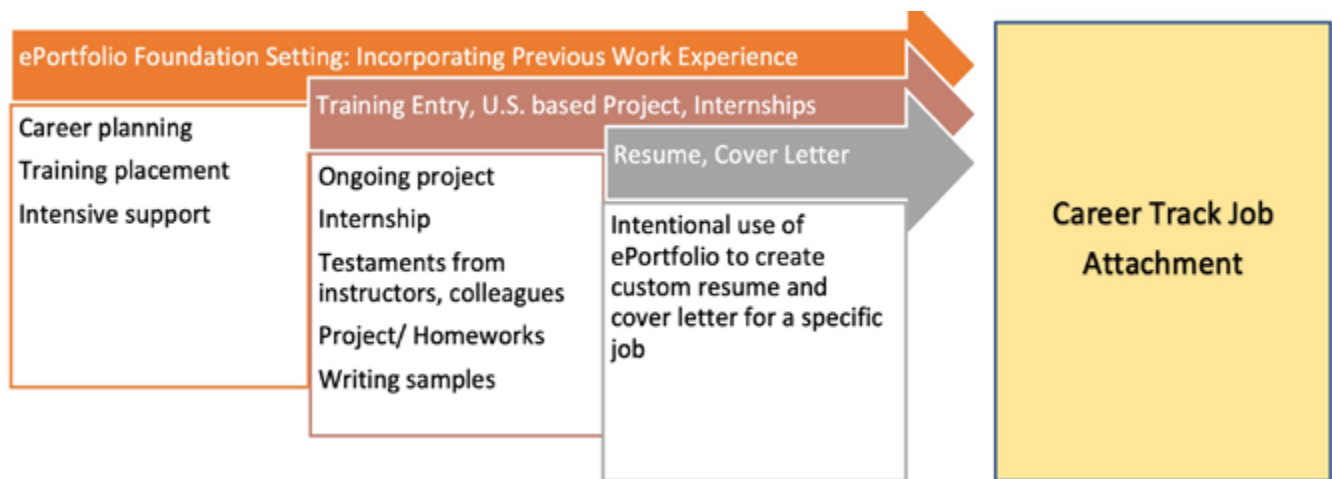 ePortfolio Foundation Setting: Incorporating Previous Work Experience
Career planning
Training placement
Intensive support
Training Entry, U.S. based Project, Internships
Ongoing project
Internship
Testaments from
instructors, colleagues
Project/ Homeworks
Writing samples
Resume, Cover Letter
Intentional use of
ePortfolio to create
custom resume and
cover letter for a specific
job
Career Track Job
Attachment